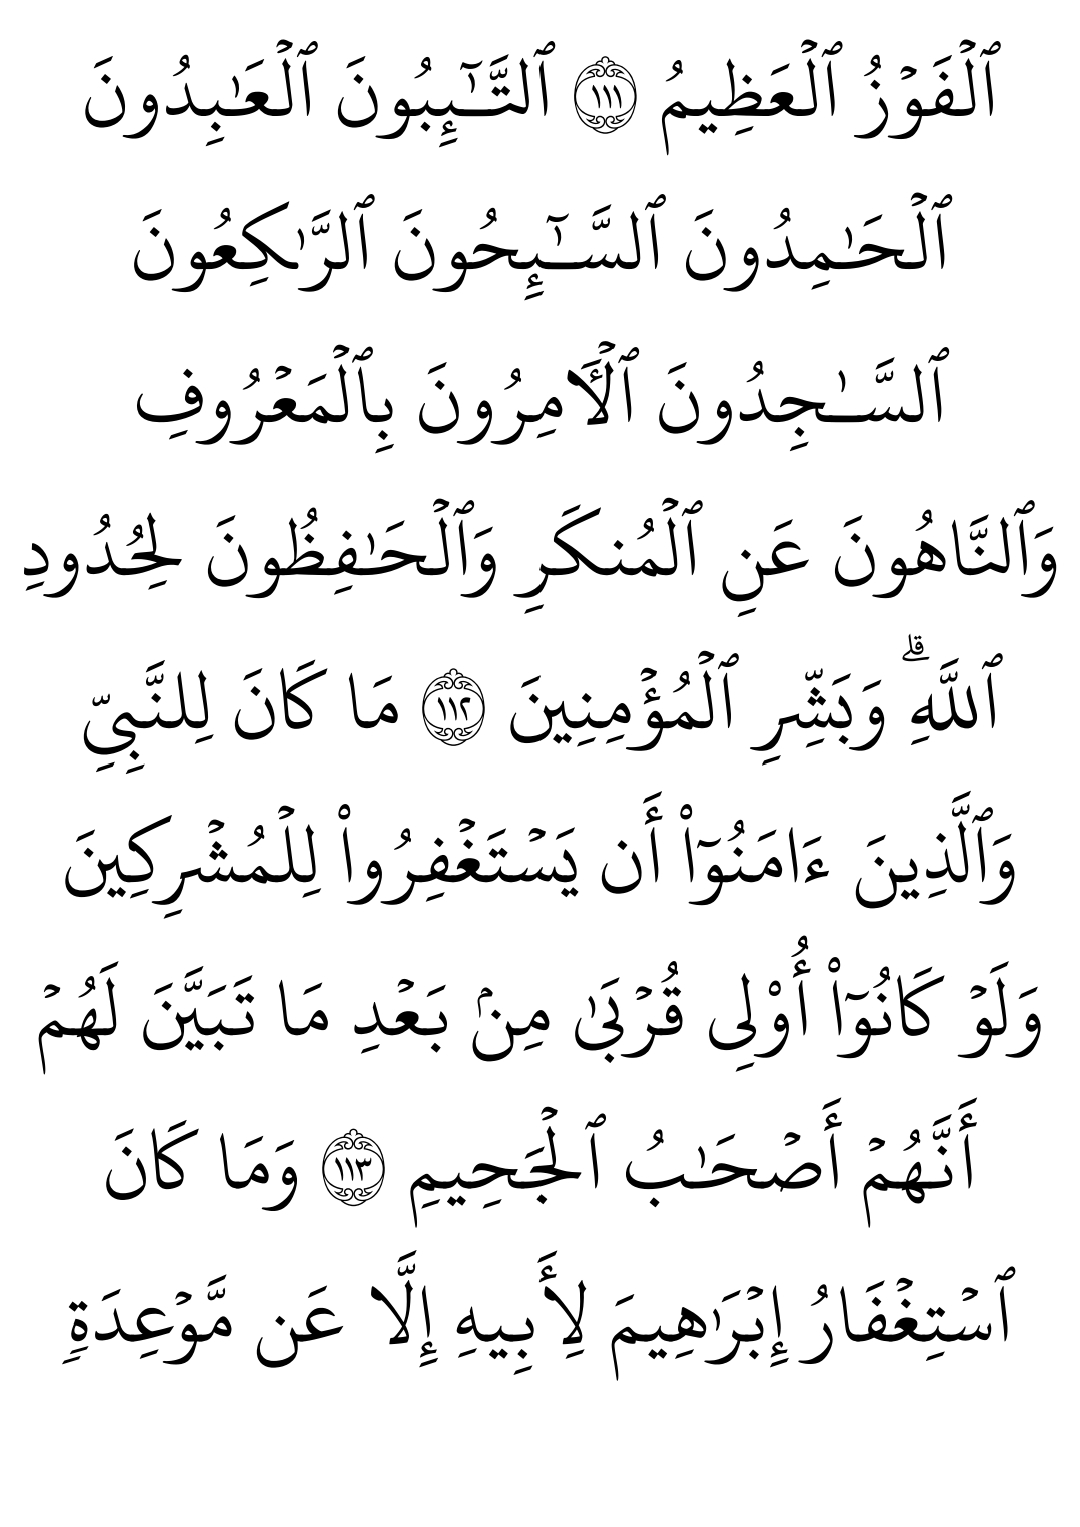 ٱلۡفَوۡزُ ٱلۡعَظِيمُ ۝١١١ ٱلتَّـٰٓئِبُونَ ٱلۡعَـٰبِدُونَ
ٱلۡحَـٰمِدُونَ ٱلسَّـٰٓئِحُونَ ٱلرَّٰكِعُونَ
ٱلسَّـٰجِدُونَ ٱلۡأَمِرُونَ بِٱلۡمَعۡرُوفِ
وَٱلنَّاهُونَ عَنِ ٱلۡمُنكَرِ وَٱلۡحَـٰفِظُونَ لِحُدُودِ
ٱللَّهِۗ وَبَشِّرِ ٱلۡمُؤۡمِنِينَ ۝١١٢ مَا كَانَ لِلنَّبِيِّ
وَٱلَّذِينَ ءَامَنُوٓاْ أَن يَسۡتَغۡفِرُواْ لِلۡمُشۡرِكِينَ
وَلَوۡ كَانُوٓاْ أُوْلِى قُرۡبَىٰ مِنۢ بَعۡدِ مَا تَبَيَّنَ لَهُمۡ
أَنَّهُمۡ أَصۡحَـٰبُ ٱلۡجَحِيمِ ۝١١٣ وَمَا كَانَ
ٱسۡتِغۡفَارُ إِبۡرَٰهِيمَ لِأَبِيهِ إِلَّا عَن مَّوۡعِدَةٍ